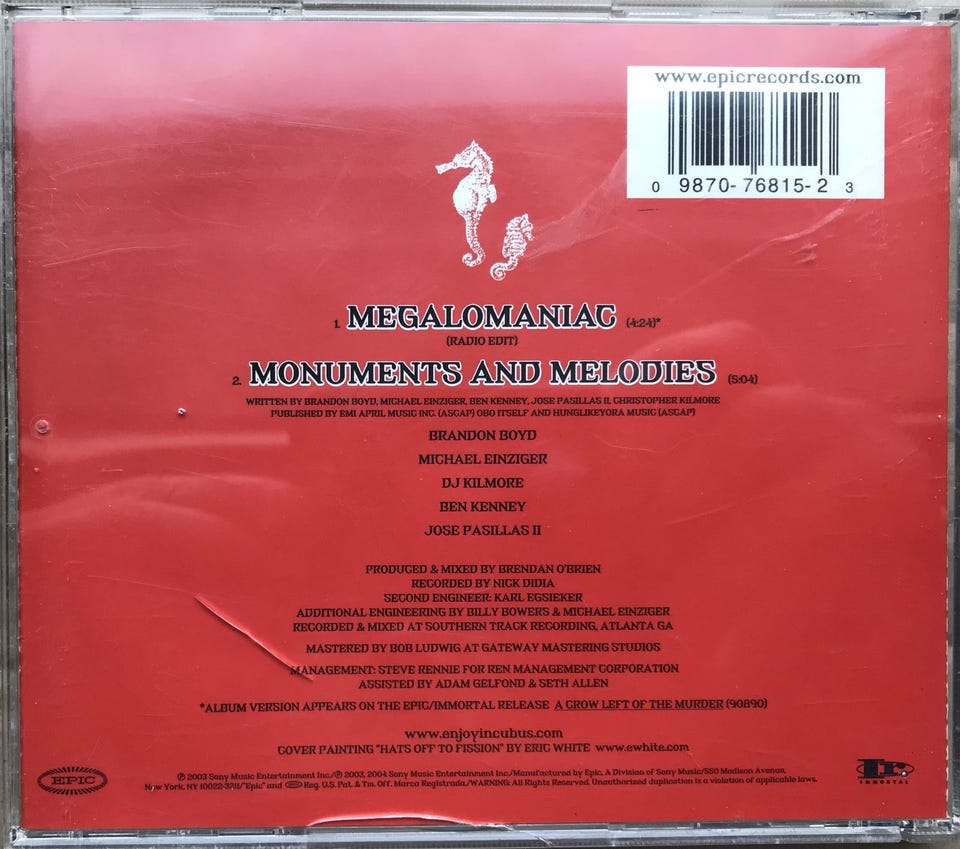 www.epicrecords.com
0 9870-76815-2 3
1. MEGALOMANIAC (4:24)*
(RADIO EDIT)
2. MONUMENTS AND MELODIES (5:04)
WRITTEN BY BRANDON BOYD, MICHAEL EINZIGER, BEN KENNEY, JOSE PASILLAS II, CHRISTOPHER KILMORE
PUBLISHED BY EMI APRIL MUSIC INC. (ASCAP) OBO ITSELF AND HUNGLIKEYORA MUSIC (ASCAP)
BRANDON BOYD
MICHAEL EINZIGER
DJ KILMORE
BEN KENNEY
JOSE PASILLAS II
PRODUCED & MIXED BY BRENDAN O'BRIEN
RECORDED BY NICK DIDIA
SECOND ENGINEER: KARL EGSIEKER
ADDITIONAL ENGINEERING BY BILLY BOWERS & MICHAEL EINZIGER
RECORDED & MIXED AT SOUTHERN TRACK RECORDING, ATLANTA GA
MASTERED BY BOB LUDWIG AT GATEWAY MASTERING STUDIOS
MANAGEMENT: STEVE RENNIE FOR REN MANAGEMENT CORPORATION
ASSISTED BY ADAM GELFOND & SETH ALLEN
*ALBUM VERSION APPEARS ON THE EPIC/IMMORTAL RELEASE A CROW LEFT OF THE MURDER (90890)
www.enjoyincubus.com
COVER PAINTING "HATS OFF TO FISSION" BY ERIC WHITE www.ewhite.com
EPIC
℗ 2003 Sony Music Entertainment Inc./℗ 2003, 2004 Sony Music Entertainment Inc./Manufactured by Epic, A Division of Sony Music/550 Madison Avenue,
New York, NY 10022-3211/"Epic" and EPIC Reg. U.S. Pat. & Tm. Off. Marca Registrada/WARNING: All Rights Reserved. Unauthorized duplication is a violation of applicable laws.
IMMORTAL